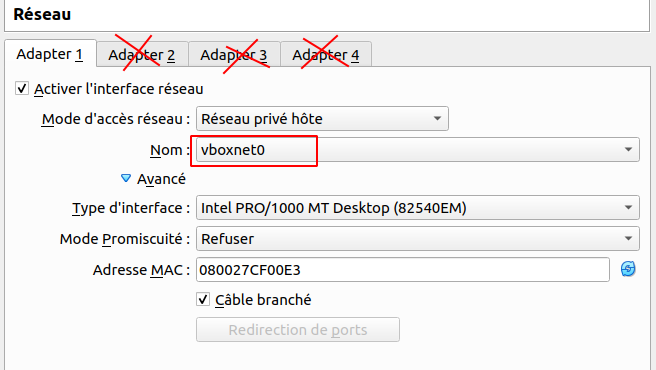 Réseau
Adapter 1 Adapter 2 Adapter 3 Adapter 4
Activer l'interface réseau
Mode d'accès réseau : Réseau privé hôte
Nom : vboxnet0
Avancé
Type d'interface : Intel PRO/1000 MT Desktop (82540EM)
Mode Promiscuité : Refuser
Adresse MAC : 080027CF00E3
Câble branché
Redirection de ports